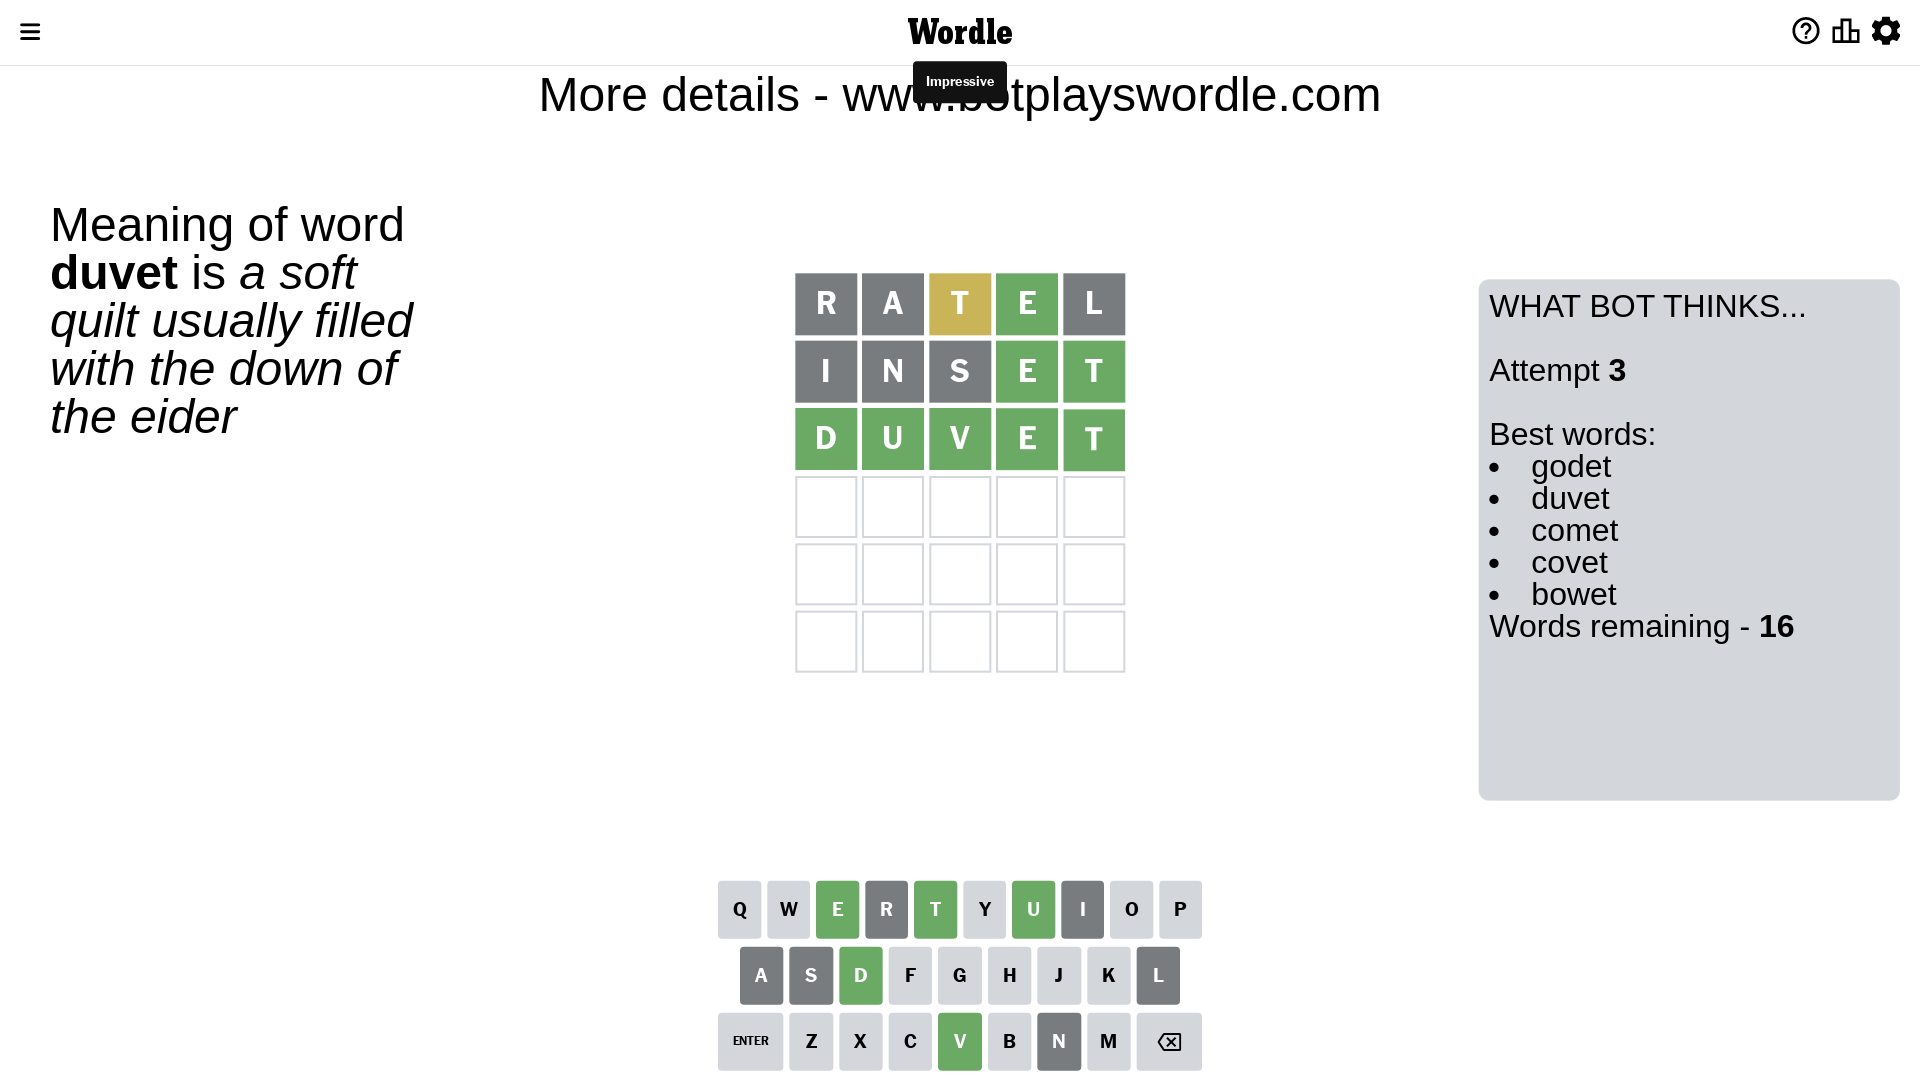 Wordle
Impressive
More details - www.botplayswordle.com
Meaning of word
duvet is a soft
quilt usually filled
with the down of
the eider
R A T E L
I N S E T
D U V E T
WHAT BOT THINKS...
Attempt 3
Best words:
• godet
• duvet
• comet
• covet
• bowet
Words remaining - 16
Q W E R T Y U I O P
A S D F G H J K L
ENTER Z X C V B N M